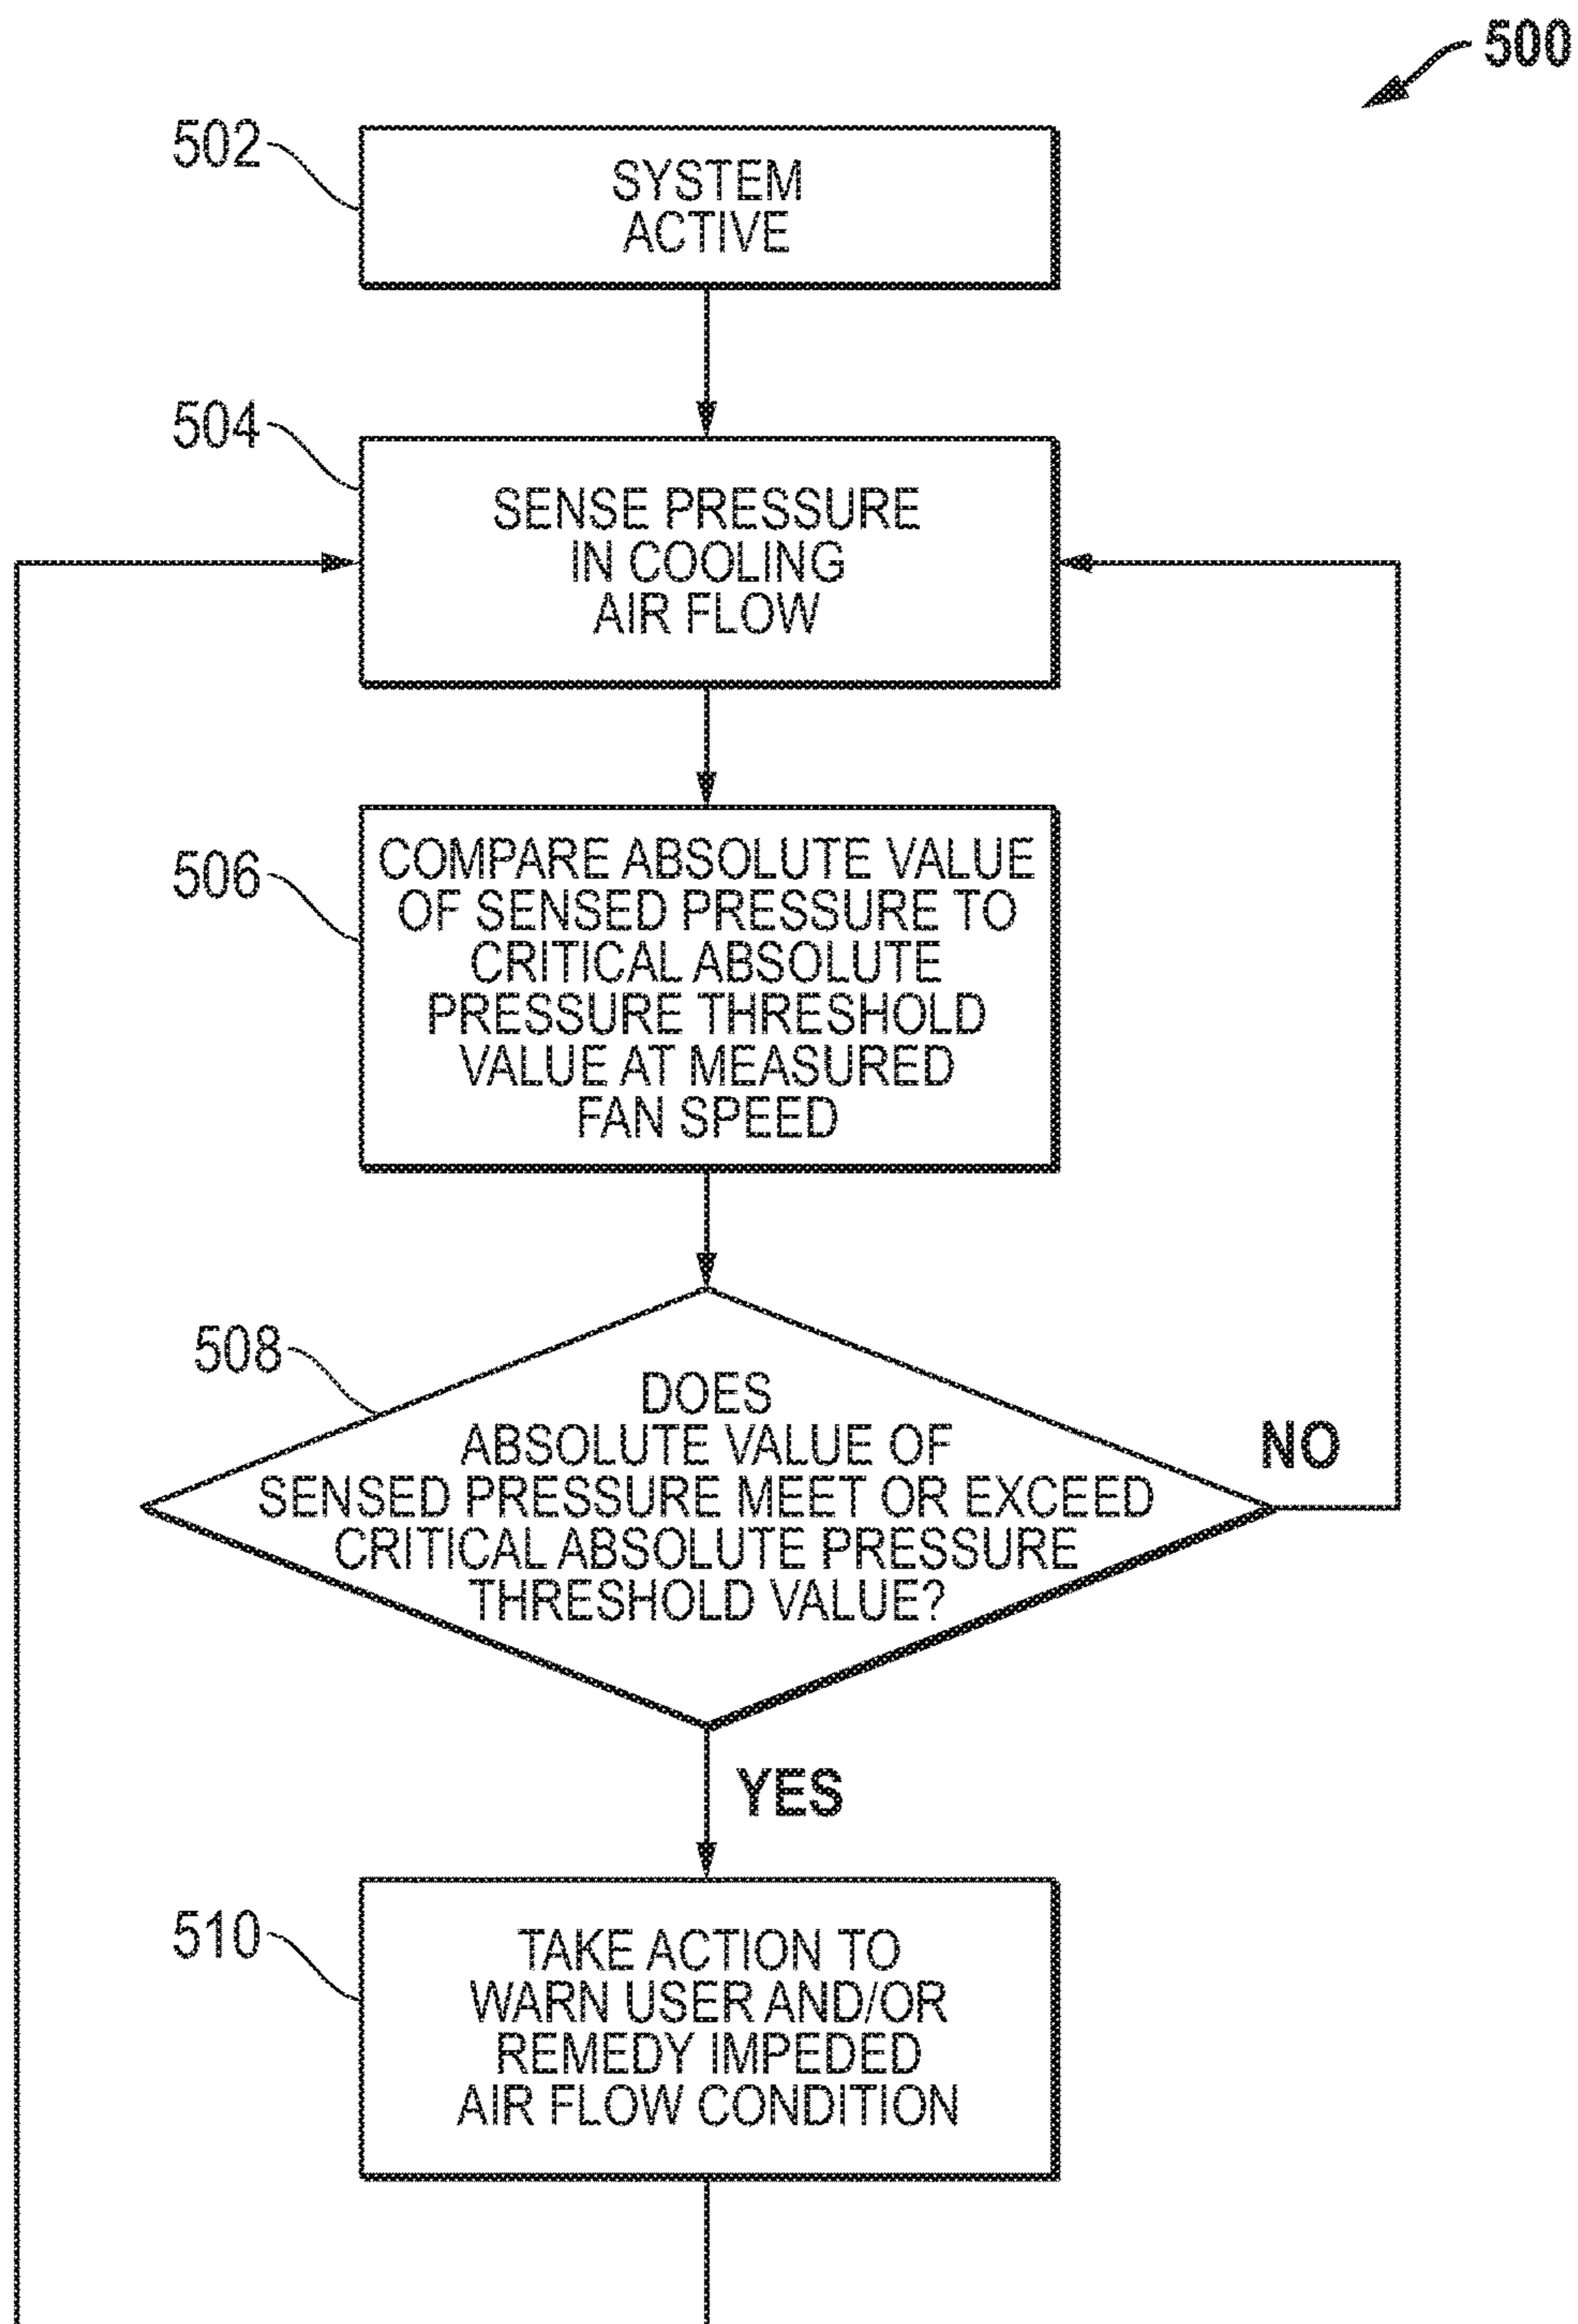 500
502
SYSTEM
ACTIVE
504
SENSE PRESSURE
IN COOLING
AIR FLOW
506
COMPARE ABSOLUTE VALUE
OF SENSED PRESSURE TO
CRITICAL ABSOLUTE
PRESSURE THRESHOLD
VALUE AT MEASURED
FAN SPEED
508
DOES
ABSOLUTE VALUE OF
SENSED PRESSURE MEET OR EXCEED
CRITICAL ABSOLUTE PRESSURE
THRESHOLD VALUE?
NO
YES
510
TAKE ACTION TO
WARN USER AND/OR
REMEDY IMPEDED
AIR FLOW CONDITION